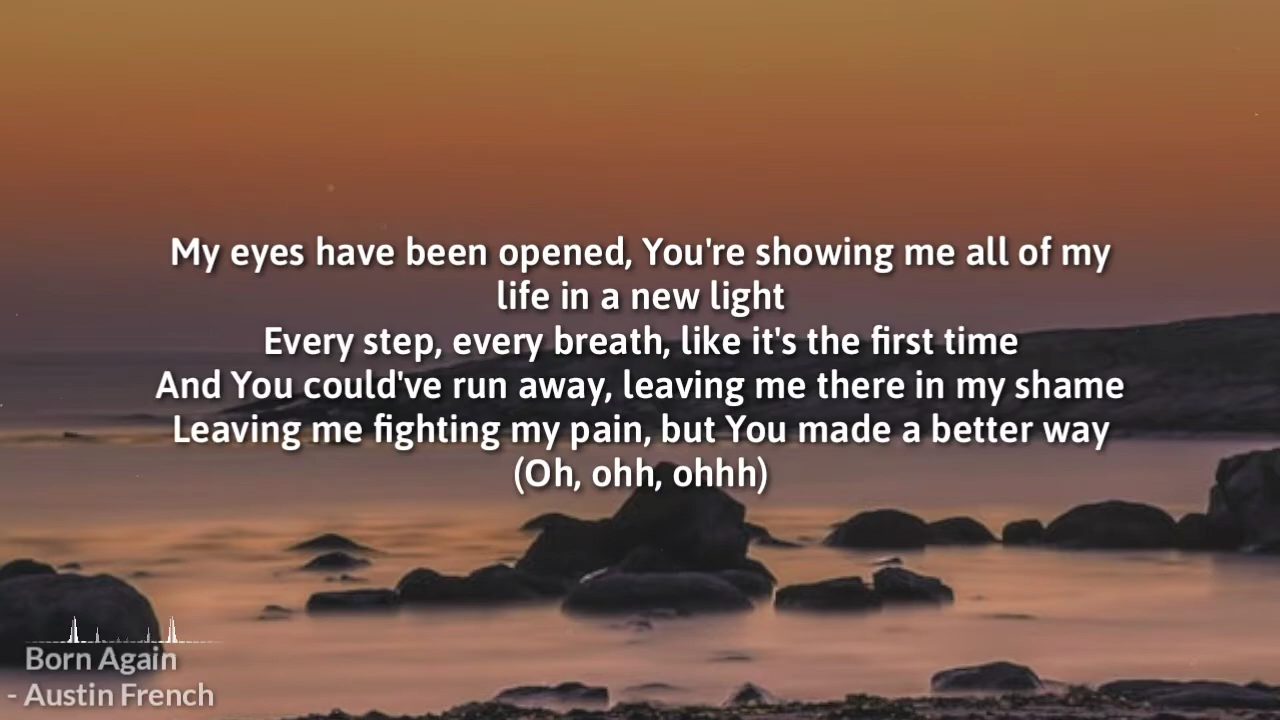 My eyes have been opened, You're showing me all of my
life in a new light
Every step, every breath, like it's the first time
And You could've run away, leaving me there in my shame
Leaving me fighting my pain, but You made a better way
(Oh, ohh, ohhh)
Born Again
- Austin French